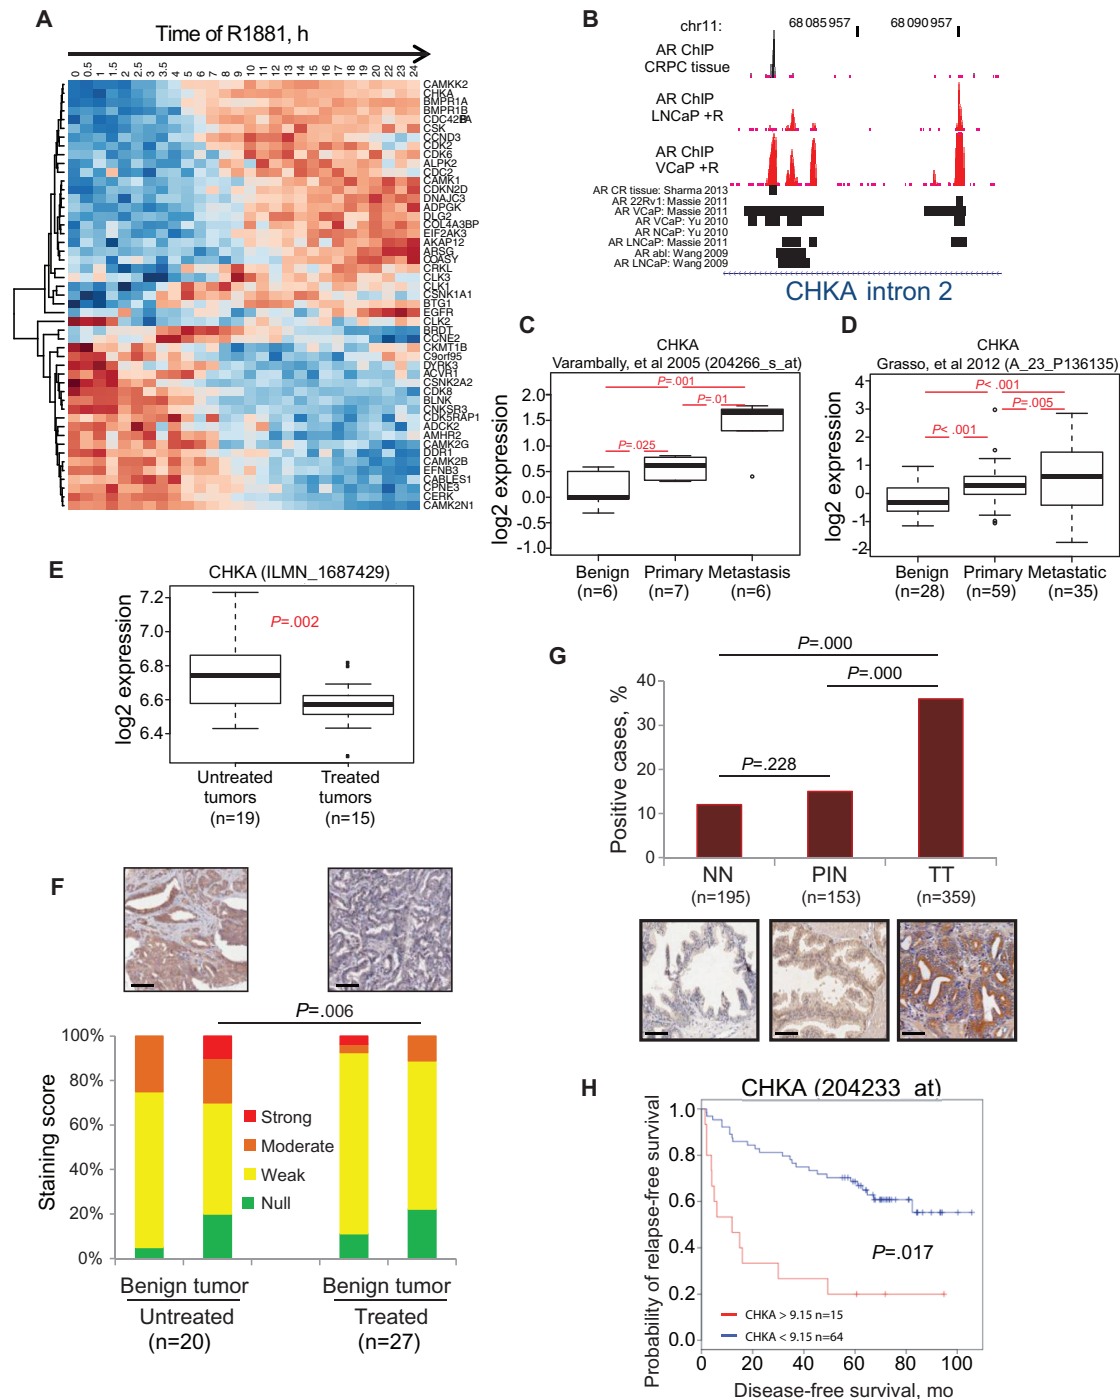 A
Time of R1881, h
0 0.5 1 1.5 2 2.5 3 3.5 4 5 6 7 8 9 10 11 12 13 14 15 16 17 18 19 20 22 23 24
CAMKK2
CHKA
BMPR1A
BMPR1B
CSK
CCND3
CDK2
CDK6
ALPK2
CDC2
CAMK1
CDKN2D
DNAJC3
ADPGK
DLG2
COL4A3BP
EIF2AK3
AKAP12
ARSG
COASY
CRKL
CLK3
CLK1
CSNK1A1
BTG1
EGFR
CLK2
BRDT
CCNE2
CKMT1B
C9orf95
DYRK3
ACVR1
CSNK2A2
CDK8
BLNK
CNKSR3
CDK5RAP1
ADCK2
AMHR2
CAMK2G
DDR1
CAMK2B
EFNB3
CABLES1
CPNE3
CERK
CAMK2N1
B
chr11: 68 085 957 68 090 957
AR ChIP
CRPC tissue
AR ChIP
LNCaP +R
AR ChIP
VCaP +R
AR CR tissue: Sharma 2013
AR 22Rv1: Massie 2011
AR VCaP: Massie 2011
AR VCaP: Yu 2010
AR NCaP: Yu 2010
AR LNCaP: Massie 2011
AR abl: Wang 2009
AR LNCaP: Wang 2009
CHKA intron 2
C
CHKA
Varambally, et al 2005 (204266_s_at)
P=.001
P=.01
P=.025
log2 expression
2.0
1.5
1.0
0.5
0.0
-0.5
-1.0
Benign Primary Metastasis
(n=6) (n=7) (n=6)
D
CHKA
Grasso, et al 2012 (A_23_P136135)
P< .001
P=.005
P< .001
log2 expression
4
3
2
1
0
-1
-2
Benign Primary Metastatic
(n=28) (n=59) (n=35)
E
CHKA (ILMN_1687429)
P=.002
log2 expression
7.2
7.0
6.8
6.6
6.4
Untreated Treated
tumors tumors
(n=19) (n=15)
F
P=.006
Staining score
100%
80%
60%
40%
20%
0%
Strong
Moderate
Weak
Null
Benign tumor Benign tumor
Untreated Treated
(n=20) (n=27)
G
P=.000
P=.000
P=.228
Positive cases, %
40
30
20
10
0
NN PIN TT
(n=195) (n=153) (n=359)
H
CHKA (204233_at)
Probability of relapse-free survival
1.0
0.8
0.6
0.4
0.2
0.0
P=.017
CHKA > 9.15 n=15
CHKA < 9.15 n=64
0 20 40 60 80 100
Disease-free survival, mo